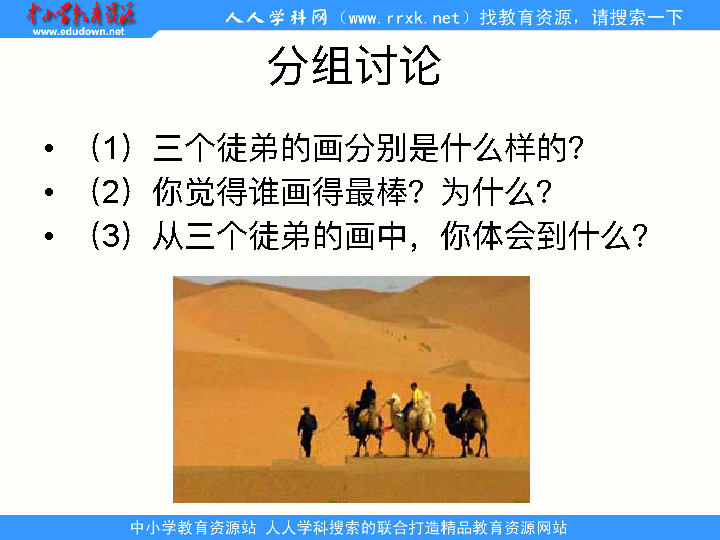 中小学教育资源
www.edudown.net
人人学科网（www.rrxk.net）找教育资源，请搜索一下
分组讨论
• （1）三个徒弟的画分别是什么样的？
• （2）你觉得谁画得最棒？为什么？
• （3）从三个徒弟的画中，你体会到什么？
中小学教育资源站 人人学科搜索的联合打造精品教育资源网站